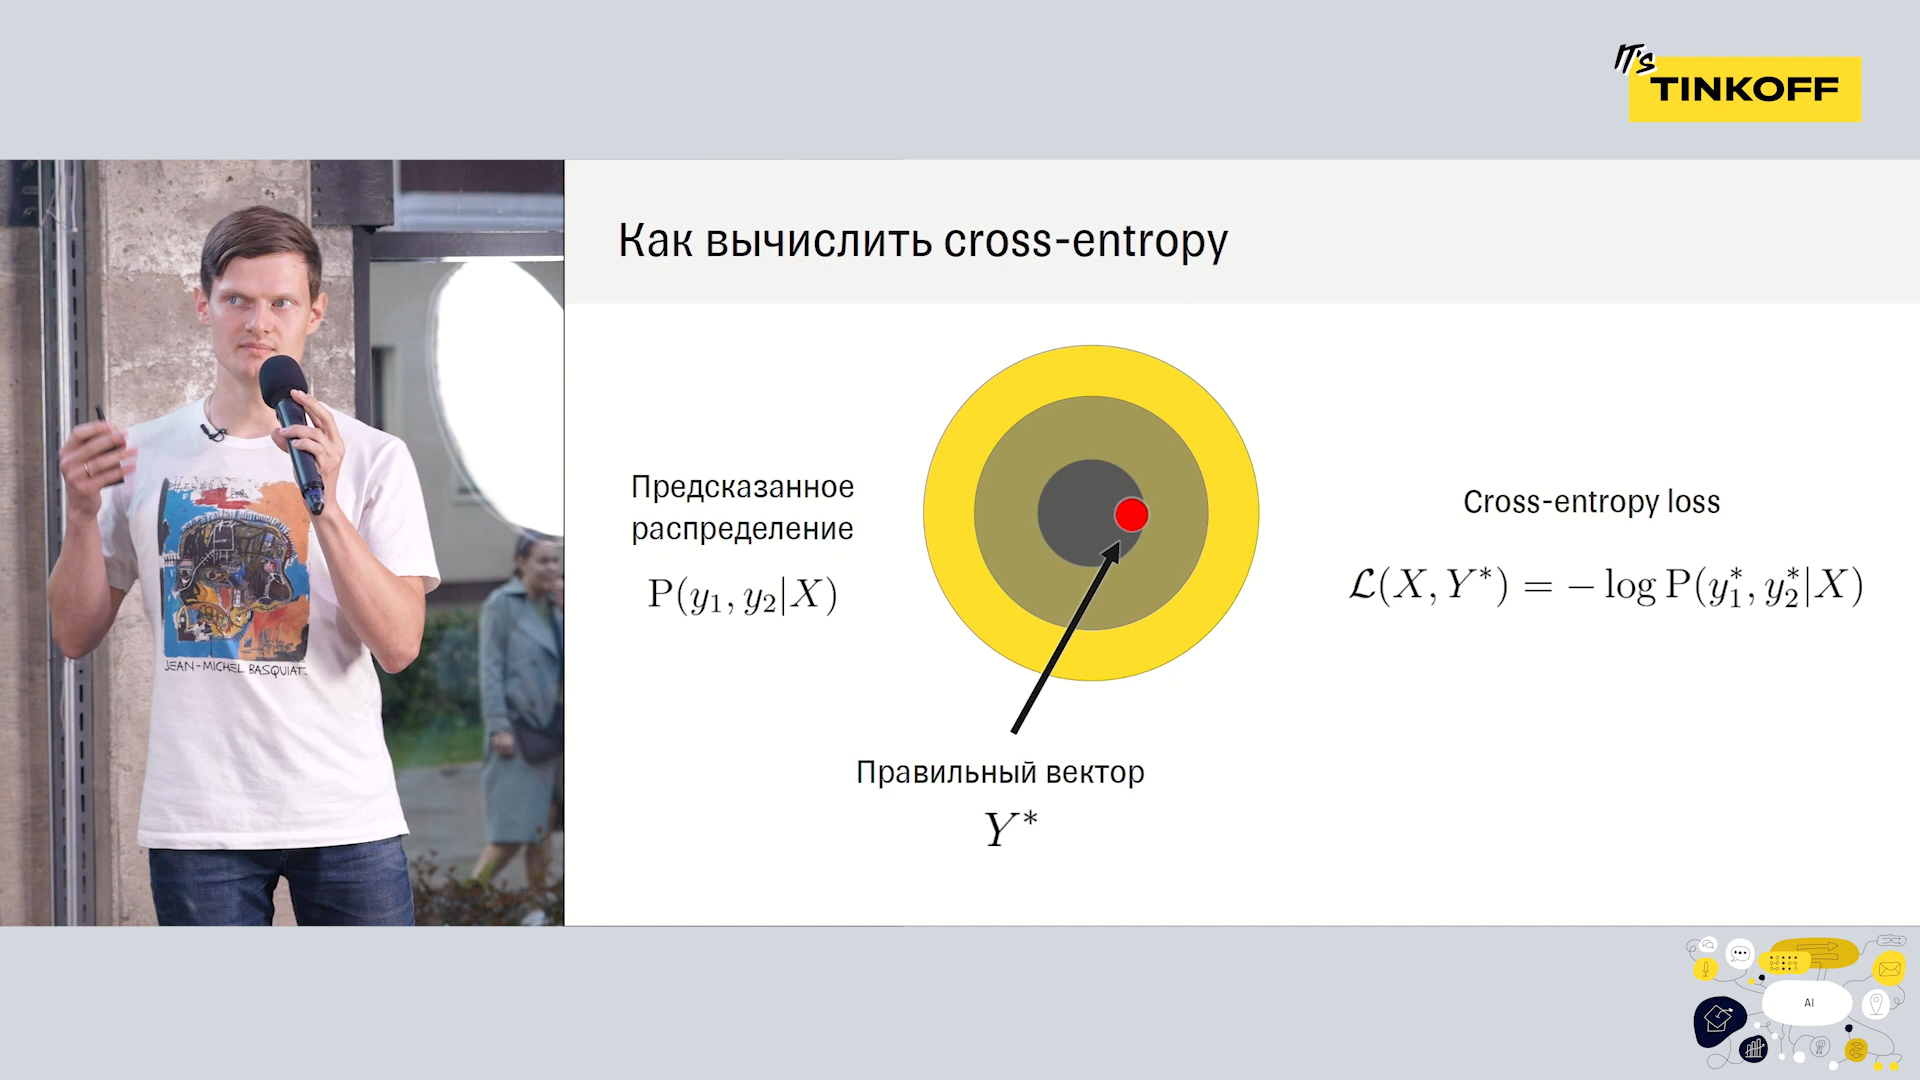 IT's
TINKOFF
Как вычислить cross-entropy
Предсказанное
распределение
P(y₁, y₂|X)
Cross-entropy loss
ℒ(X, Y*) = − log P(y₁*, y₂*|X)
Правильный вектор
Y*
JEAN-MICHEL BASQUIAT.
AI